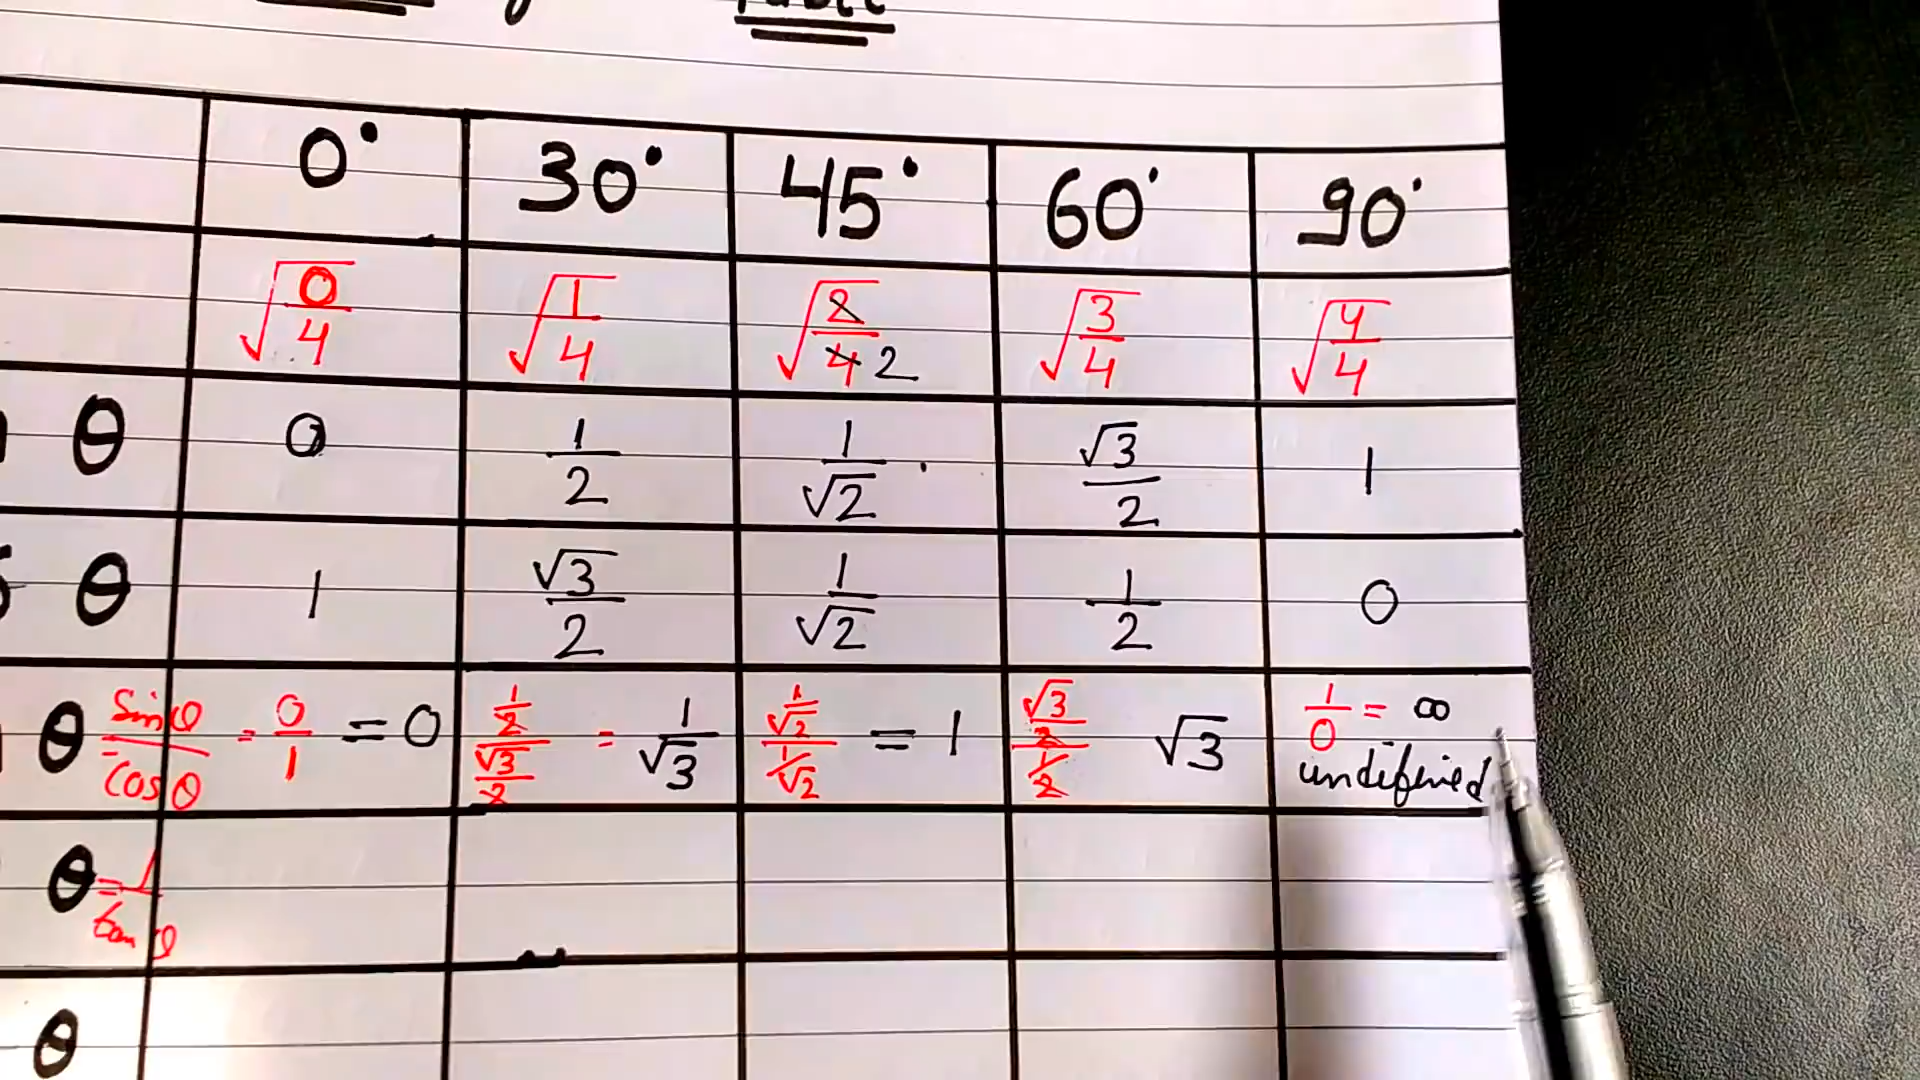 0° 30° 45° 60° 90°
√0/4 √1/4 √2/4 2 √3/4 √4/4
θ 0 1/2 1/√2 √3/2 1
θ 1 √3/2 1/√2 1/2 0
θ sinθ/cosθ = 0/1 = 0 1/2/√3/2 = 1/√3 1/√2/1/√2 = 1 √3/2/1/2 √3 1/0 = ∞
undefined
θ = 1/tanθ
θ